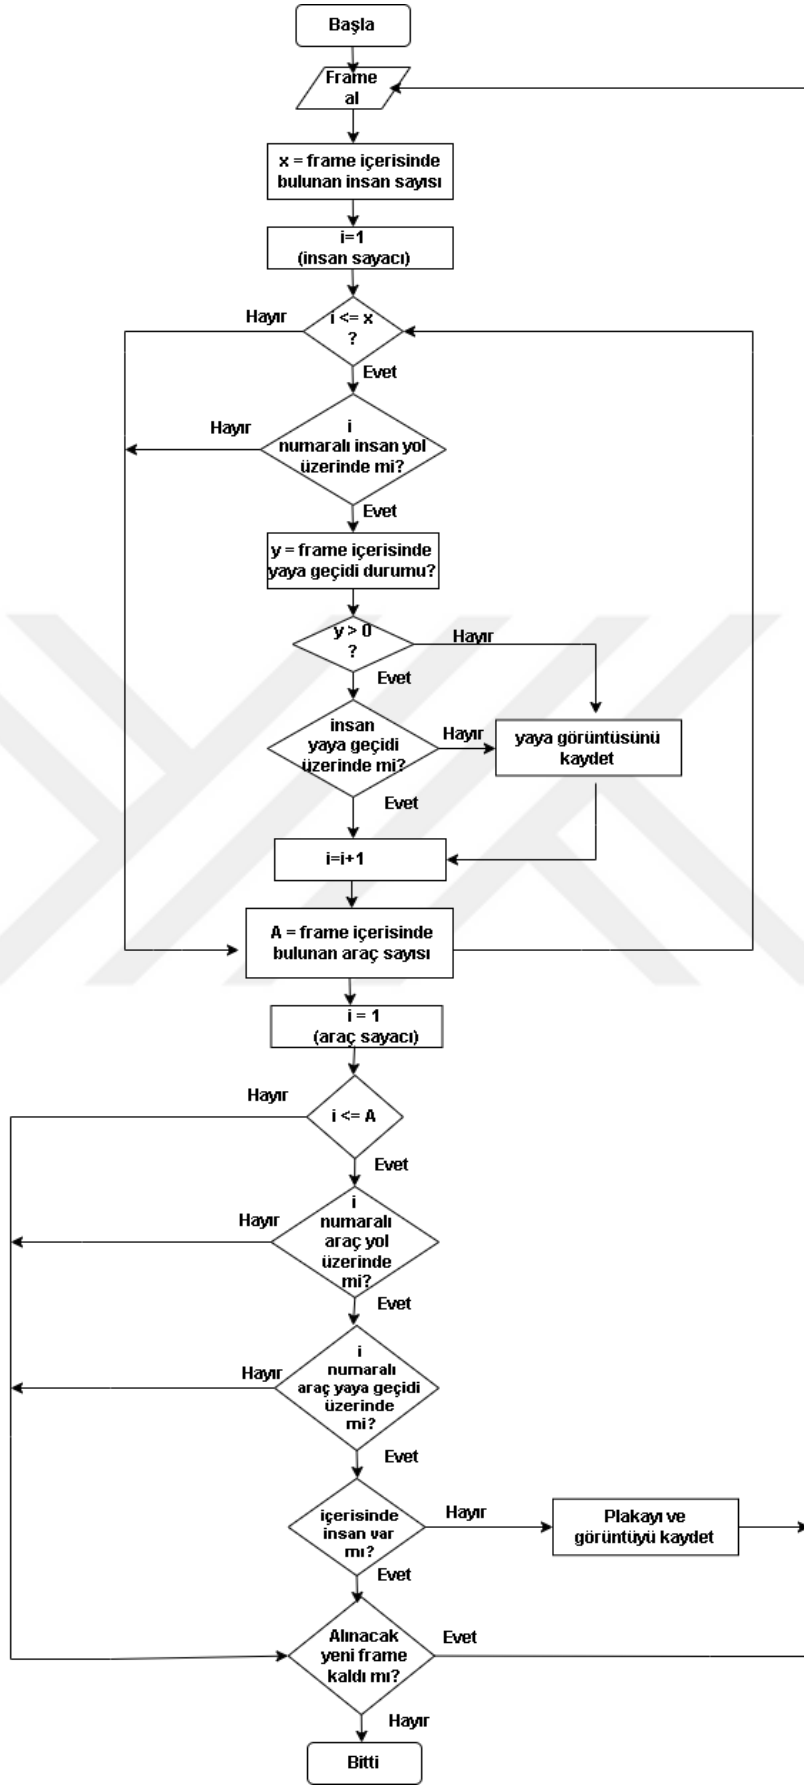 Başla
Frame
al
x = frame içerisinde
bulunan insan sayısı
i=1
(insan sayacı)
Hayır
i <= x
?
Evet
Hayır
i
numaralı insan yol
üzerinde mi?
Evet
y = frame içerisinde
yaya geçidi durumu?
y > 0
?
Hayır
Evet
insan
yaya geçidi
üzerinde mi?
Hayır
yaya görüntüsünü
kaydet
Evet
i=i+1
A = frame içerisinde
bulunan araç sayısı
i = 1
(araç sayacı)
Hayır
i <= A
Evet
Hayır
i
numaralı
araç yol
üzerinde
mi?
Evet
Hayır
i
numaralı
araç yaya geçidi
üzerinde
mi?
Evet
içerisinde
insan var
mı?
Hayır
Plakayı ve
görüntüyü kaydet
Evet
Alınacak
yeni frame
kaldı mı?
Evet
Hayır
Bitti